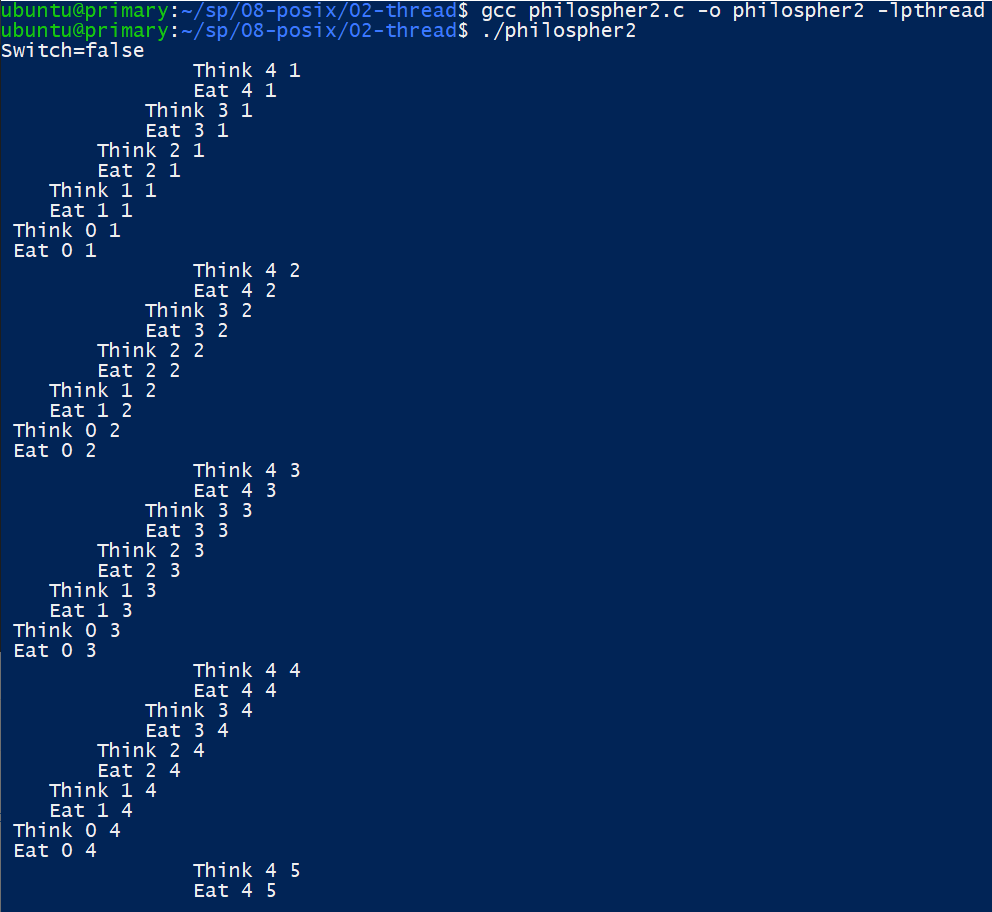 ubuntu@primary:~/sp/08-posix/02-thread$ gcc philospher2.c -o philospher2 -lpthread
ubuntu@primary:~/sp/08-posix/02-thread$ ./philospher2
Switch=false
                Think 4 1
                Eat 4 1
            Think 3 1
            Eat 3 1
        Think 2 1
        Eat 2 1
    Think 1 1
    Eat 1 1
 Think 0 1
 Eat 0 1
                Think 4 2
                Eat 4 2
            Think 3 2
            Eat 3 2
        Think 2 2
        Eat 2 2
    Think 1 2
    Eat 1 2
 Think 0 2
 Eat 0 2
                Think 4 3
                Eat 4 3
            Think 3 3
            Eat 3 3
        Think 2 3
        Eat 2 3
    Think 1 3
    Eat 1 3
 Think 0 3
 Eat 0 3
                Think 4 4
                Eat 4 4
            Think 3 4
            Eat 3 4
        Think 2 4
        Eat 2 4
    Think 1 4
    Eat 1 4
 Think 0 4
 Eat 0 4
                Think 4 5
                Eat 4 5